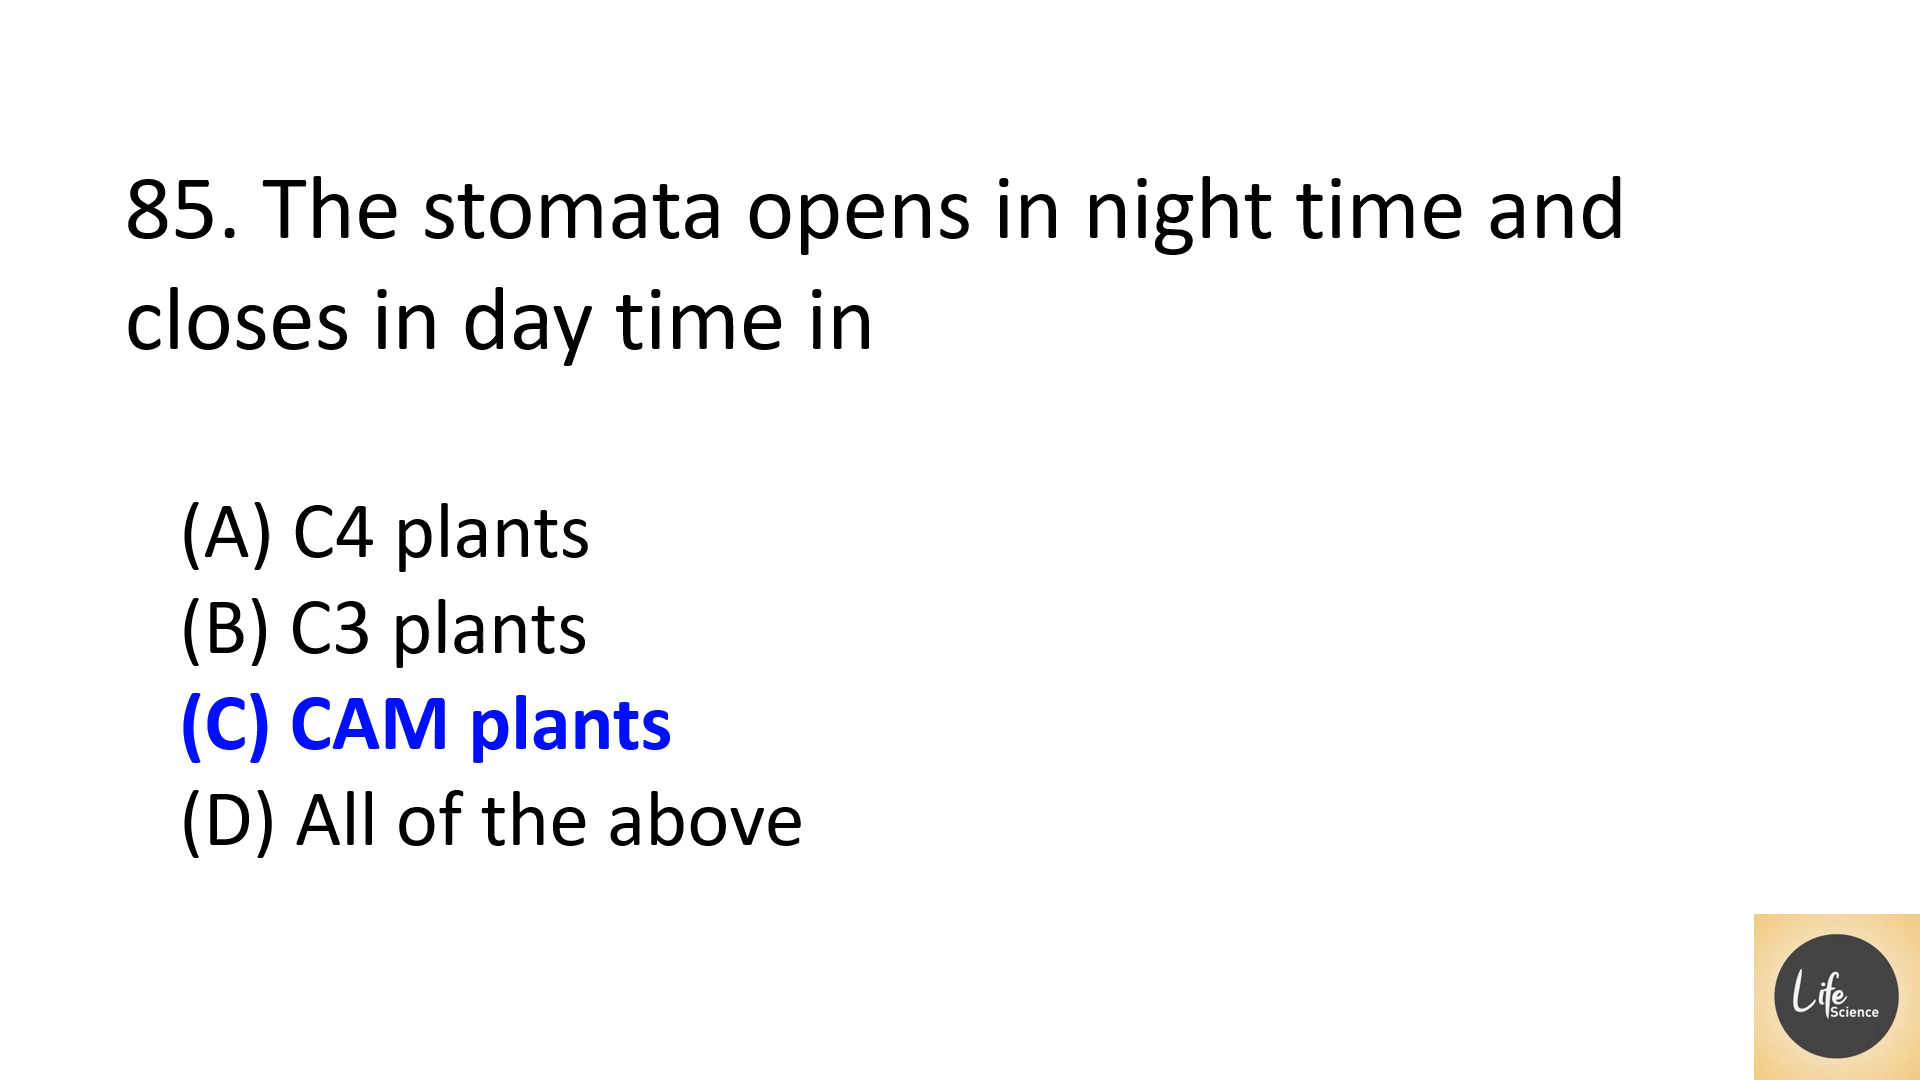 85. The stomata opens in night time and
closes in day time in
(A) C4 plants
(B) C3 plants
(C) CAM plants
(D) All of the above
Life
Science